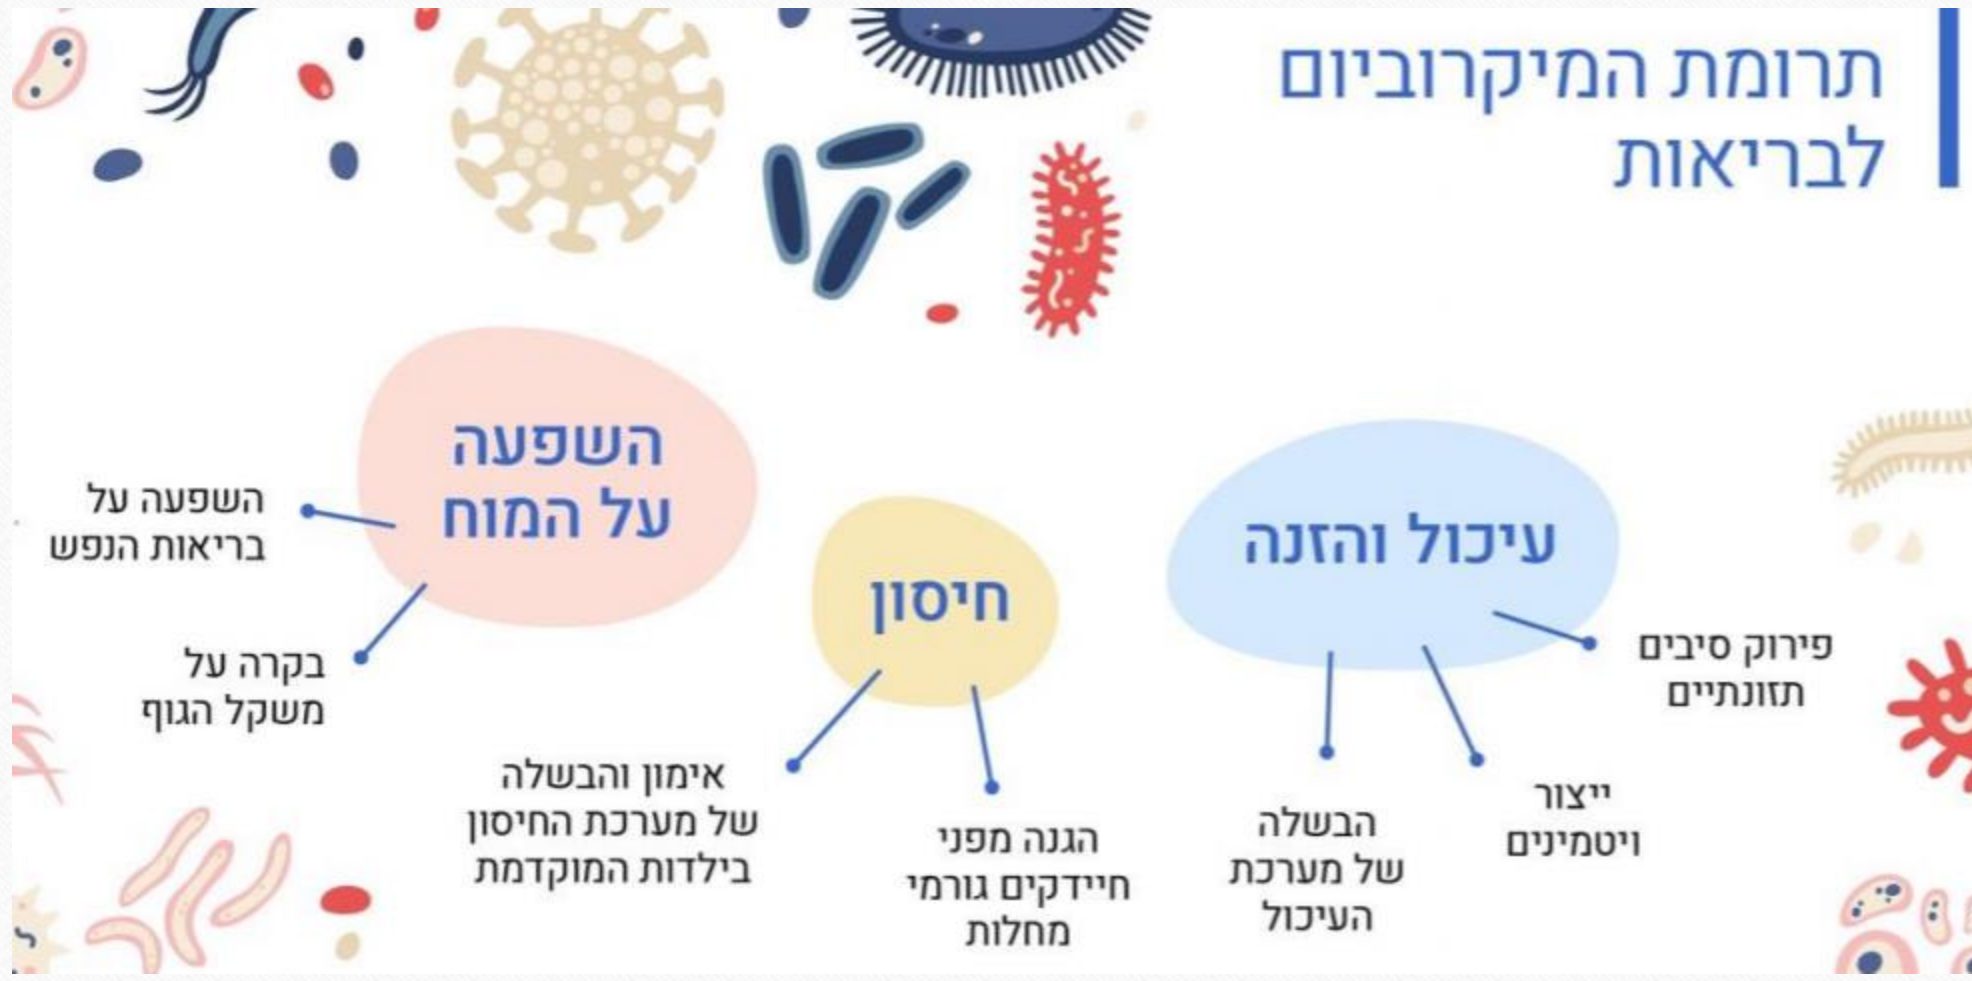 תרומת המיקרוביום
לבריאות
עיכול והזנה
פירוק סיבים
תזונתיים
ייצור
ויטמינים
הבשלה
של מערכת
העיכול
חיסון
הגנה מפני
חיידקים גורמי
מחלות
אימון והבשלה
של מערכת החיסון
בילדות המוקדמת
השפעה
על המוח
השפעה על
בריאות הנפש
בקרה על
משקל הגוף